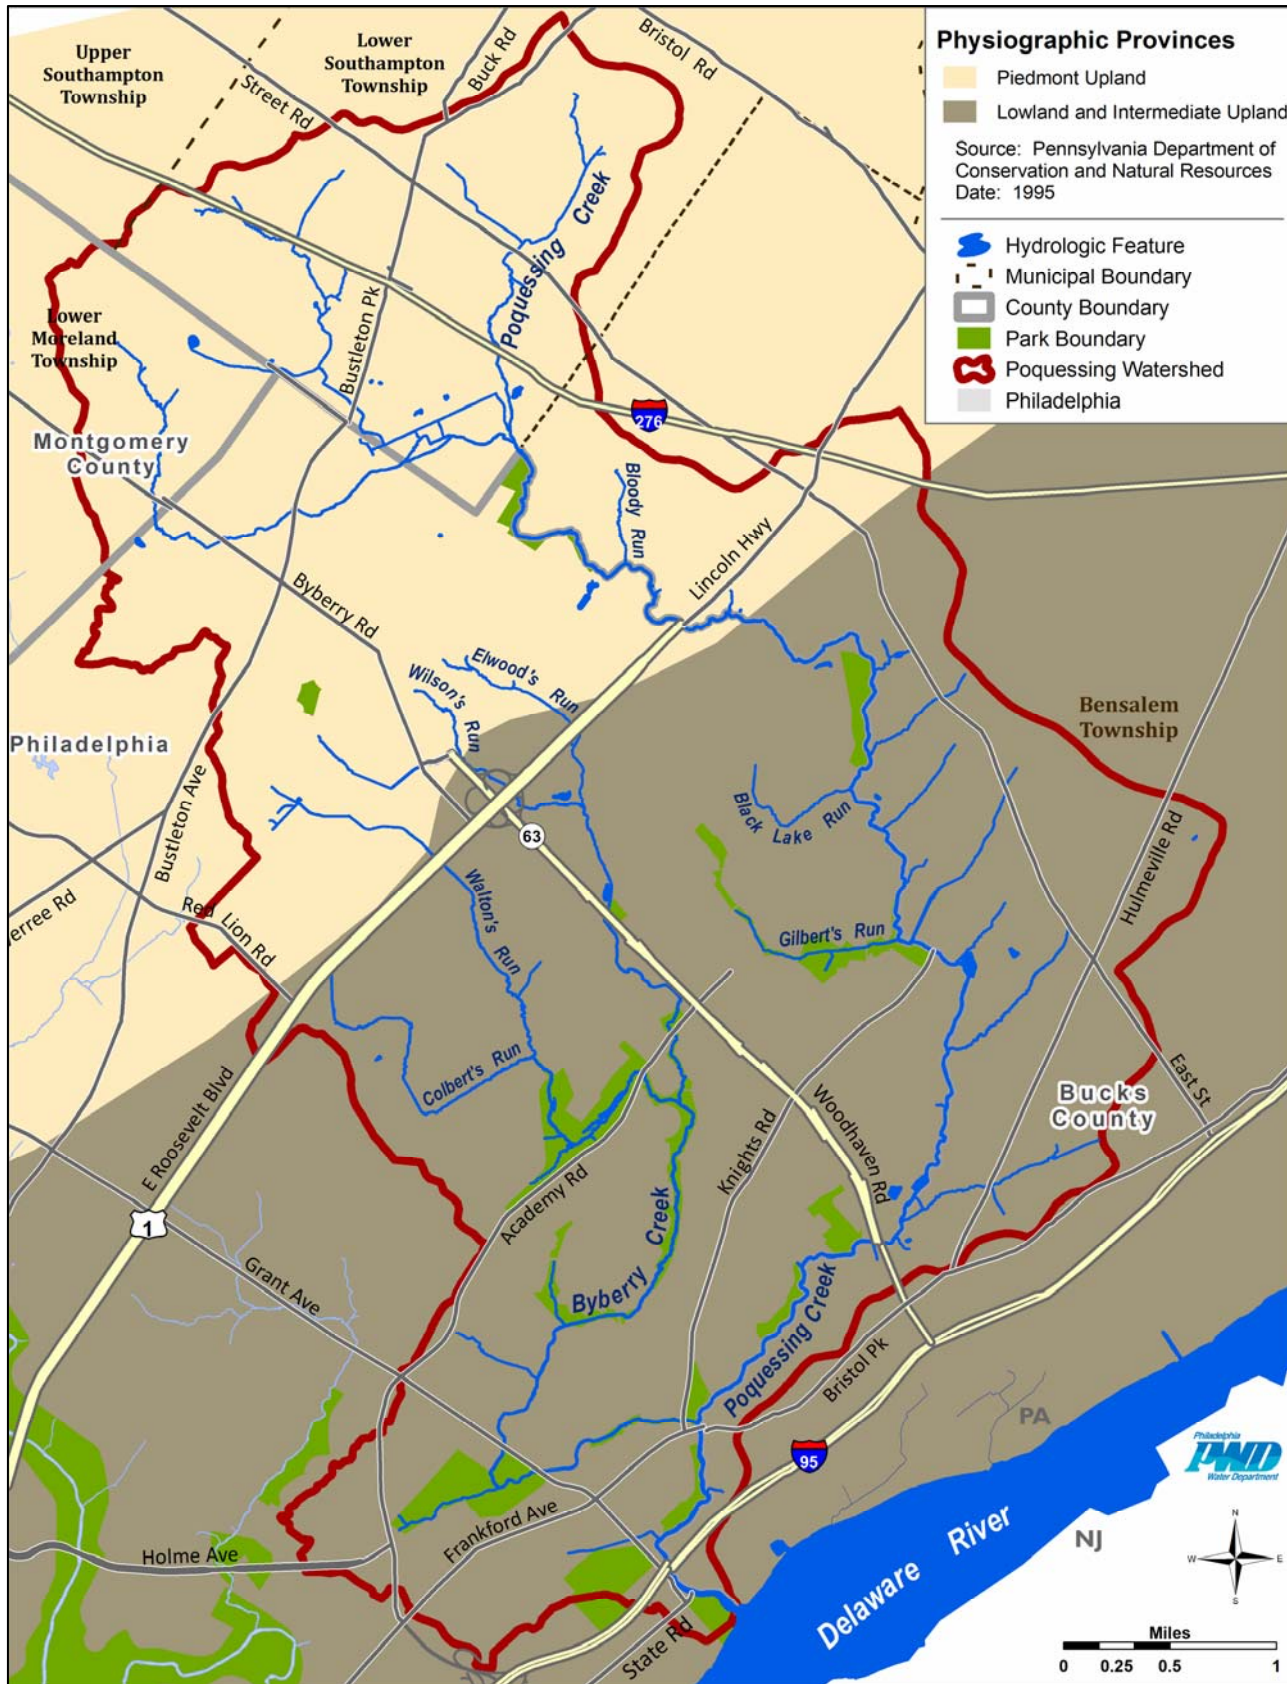 Upper
Southampton
Township
Lower
Southampton
Township
Buck Rd
Bristol Rd
Street Rd
Physiographic Provinces
Piedmont Upland
Lowland and Intermediate Upland
Source: Pennsylvania Department of
Conservation and Natural Resources
Date: 1995
Hydrologic Feature
Municipal Boundary
County Boundary
Park Boundary
Poquessing Watershed
Philadelphia
Poquessing Creek
Bustleton Pk
Lower
Moreland
Township
276
Montgomery
County
Bloody Run
Lincoln Hwy
Byberry Rd
Elwood's Run
Wilson's Run
Bensalem
Township
Philadelphia
Bustleton Ave
Black Lake Run
63
Hulmeville Rd
Walton's Run
erree Rd
Red Lion Rd
Gilbert's Run
Colbert's Run
East St
Bucks
County
Woodhaven Rd
Knights Rd
E Roosevelt Blvd
Academy Rd
1
Byberry Creek
Grant Ave
Poquessing Creek
Bristol Pk
PA
95
Philadelphia
PWD
Water Department
Frankford Ave
Holme Ave
NJ
Delaware River
State Rd
N
W E
S
Miles
0 0.25 0.5 1